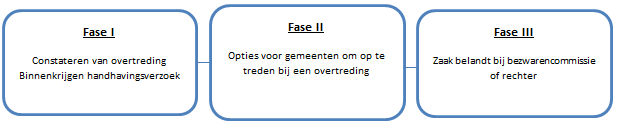 Fase I
Constateren van overtreding
Binnenkrijgen handhavingsverzoek
Fase II
Opties voor gemeenten om op te
treden bij een overtreding
Fase III
Zaak belandt bij bezwarencommissie
of rechter